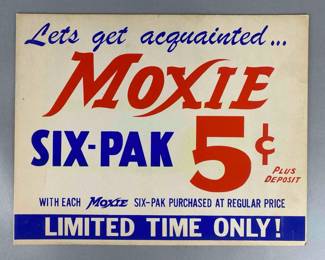 Lets get acquainted...
MOXIE
SIX-PAK 5¢
PLUS
DEPOSIT
WITH EACH MOXIE SIX-PAK PURCHASED AT REGULAR PRICE
LIMITED TIME ONLY!